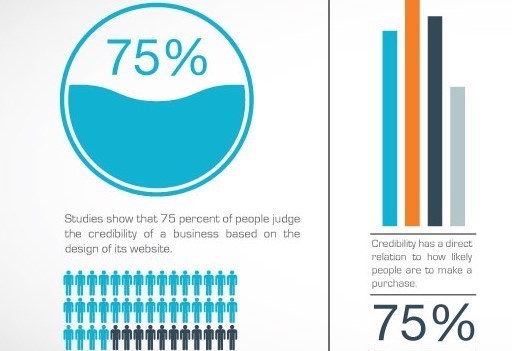 75%
Studies show that 75 percent of people judge
the credibility of a business based on the
design of its website.
Credibility has a direct
relation to how likely
people are to make a
purchase.
75%